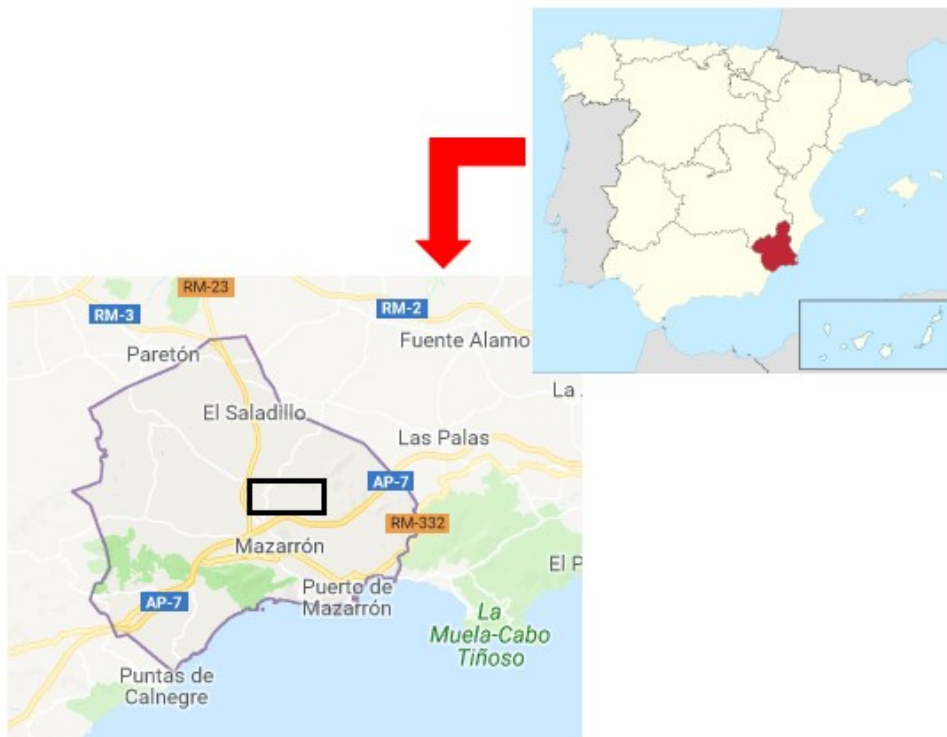 RM-23
RM-3
RM-2
Fuente Alamo
Paretón
La
El Saladillo
Las Palas
AP-7
RM-332
Mazarrón
El P
Puerto de
Mazarrón
AP-7
La
Muela-Cabo
Tiñoso
Puntas de
Calnegre